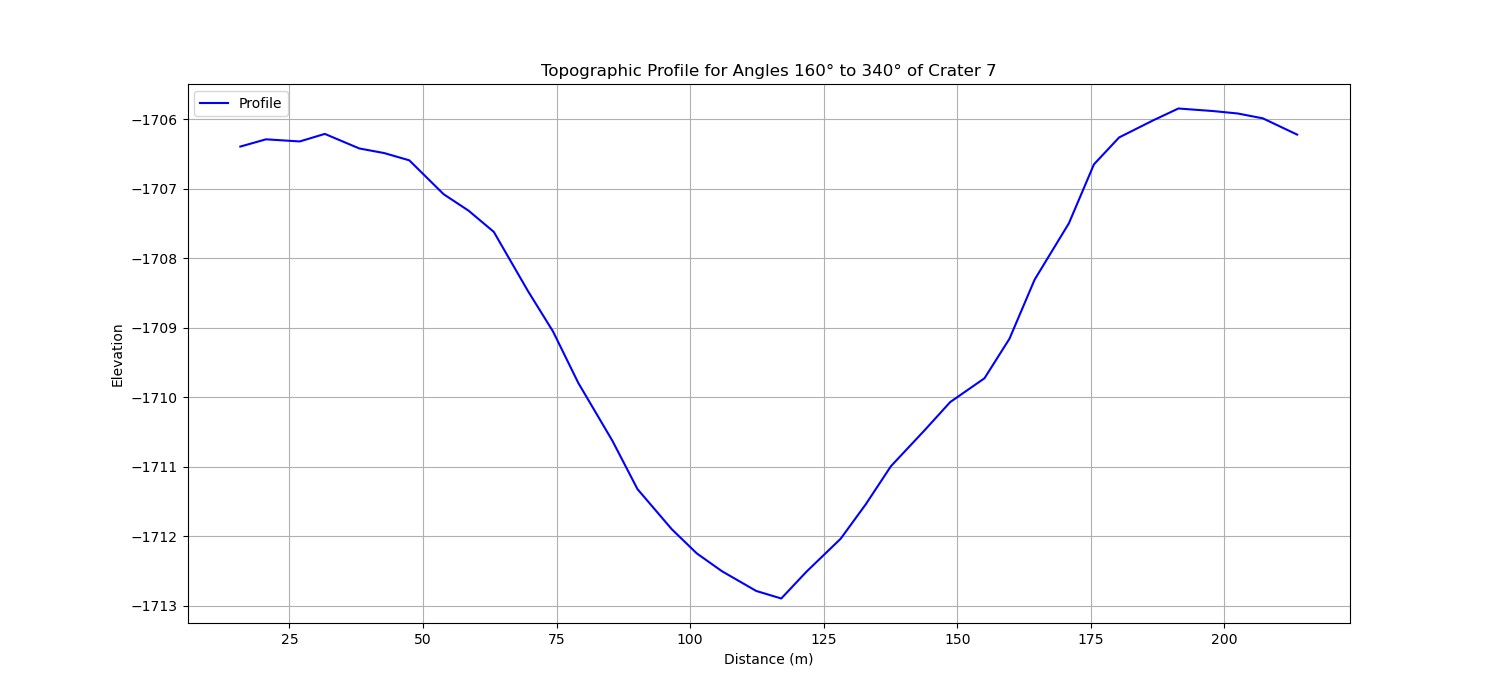 Topographic Profile for Angles 160° to 340° of Crater 7
Profile
−1706
−1707
−1708
−1709
−1710
−1711
−1712
−1713
Elevation
25 50 75 100 125 150 175 200
Distance (m)